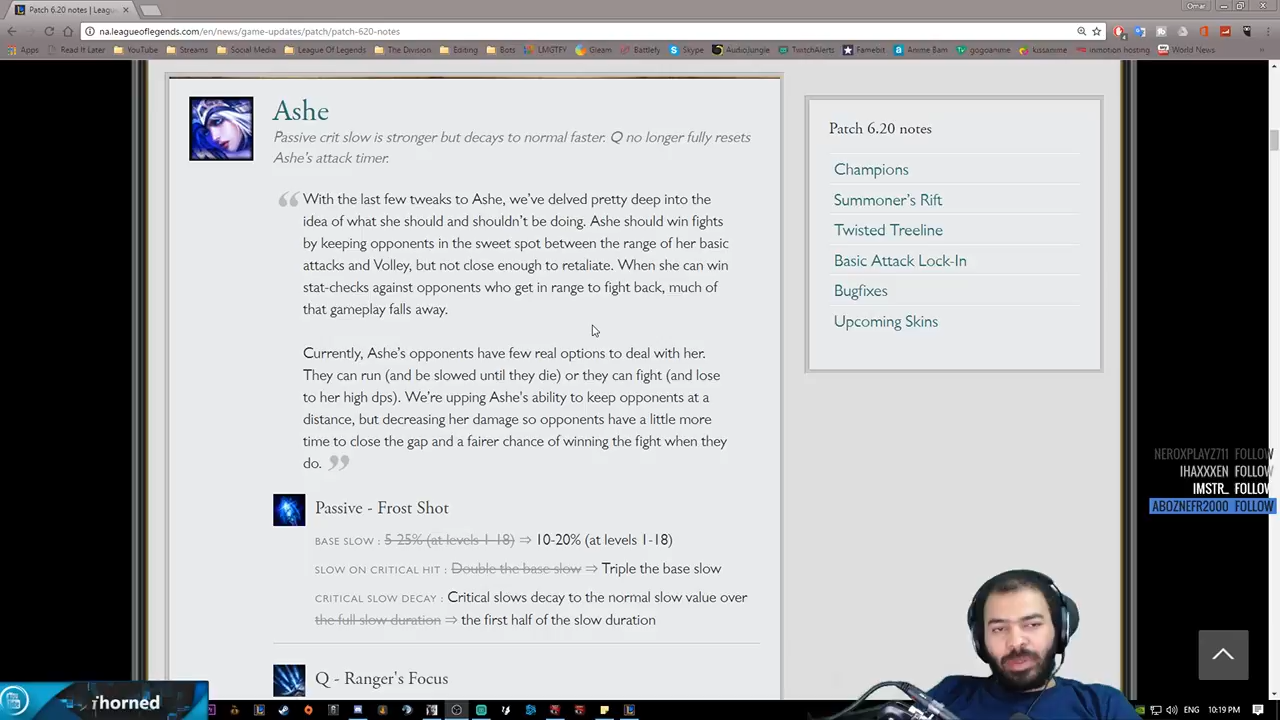 Patch 6.20 notes | Leagu
Omar
na.leagueoflegends.com/en/news/game-updates/patch/patch-620-notes
Apps Read It Later YouTube Streams Social Media League Of Legends The Division Editing Bots LMGTFY Gleam Battlefy Skype AudioJungle TwitchAlerts Famebit Anime Bam gogoanime kissanime inmotion hosting World News
Ashe
Passive crit slow is stronger but decays to normal faster. Q no longer fully resets
Ashe's attack timer.
With the last few tweaks to Ashe, we've delved pretty deep into the
idea of what she should and shouldn't be doing. Ashe should win fights
by keeping opponents in the sweet spot between the range of her basic
attacks and Volley, but not close enough to retaliate. When she can win
stat-checks against opponents who get in range to fight back, much of
that gameplay falls away.
Currently, Ashe's opponents have few real options to deal with her.
They can run (and be slowed until they die) or they can fight (and lose
to her high dps). We're upping Ashe's ability to keep opponents at a
distance, but decreasing her damage so opponents have a little more
time to close the gap and a fairer chance of winning the fight when they
do.
Passive - Frost Shot
BASE SLOW : 5-25% (at levels 1-18) ⇒ 10-20% (at levels 1-18)
SLOW ON CRITICAL HIT : Double the base slow ⇒ Triple the base slow
CRITICAL SLOW DECAY : Critical slows decay to the normal slow value over
the full slow duration ⇒ the first half of the slow duration
Q - Ranger's Focus
Patch 6.20 notes
Champions
Summoner's Rift
Twisted Treeline
Basic Attack Lock-In
Bugfixes
Upcoming Skins
NEROXPLAYZ711 FOLLOW
IHAXXXEN FOLLOW
IMSTR_ FOLLOW
ABOZNEFR2000 FOLLOW
horned
ENG 10:19 PM